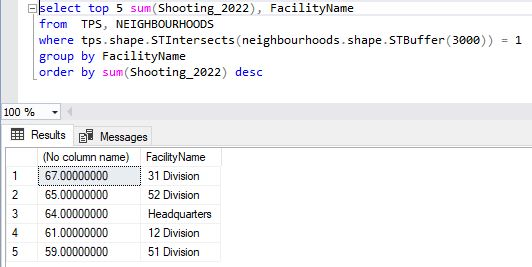 select top 5 sum(Shooting_2022), FacilityName
from  TPS, NEIGHBOURHOODS
where tps.shape.STIntersects(neighbourhoods.shape.STBuffer(3000)) = 1
group by FacilityName
order by sum(Shooting_2022) desc
100 %
Results Messages
(No column name) FacilityName
1 67.00000000 31 Division
2 65.00000000 52 Division
3 64.00000000 Headquarters
4 61.00000000 12 Division
5 59.00000000 51 Division